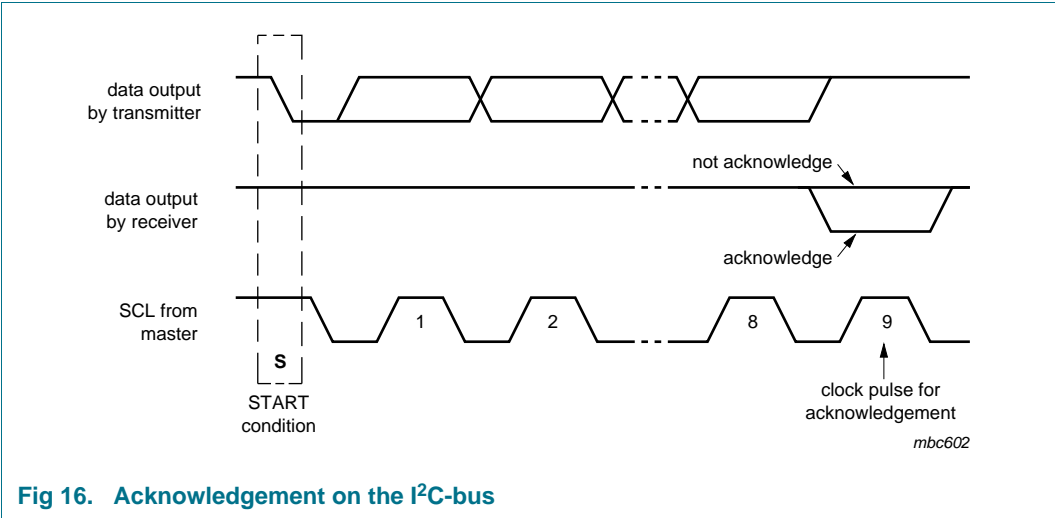 data output
by transmitter
not acknowledge
data output
by receiver
acknowledge
SCL from
master
1
2
8
9
S
START
condition
clock pulse for
acknowledgement
mbc602
Fig 16. Acknowledgement on the I²C-bus